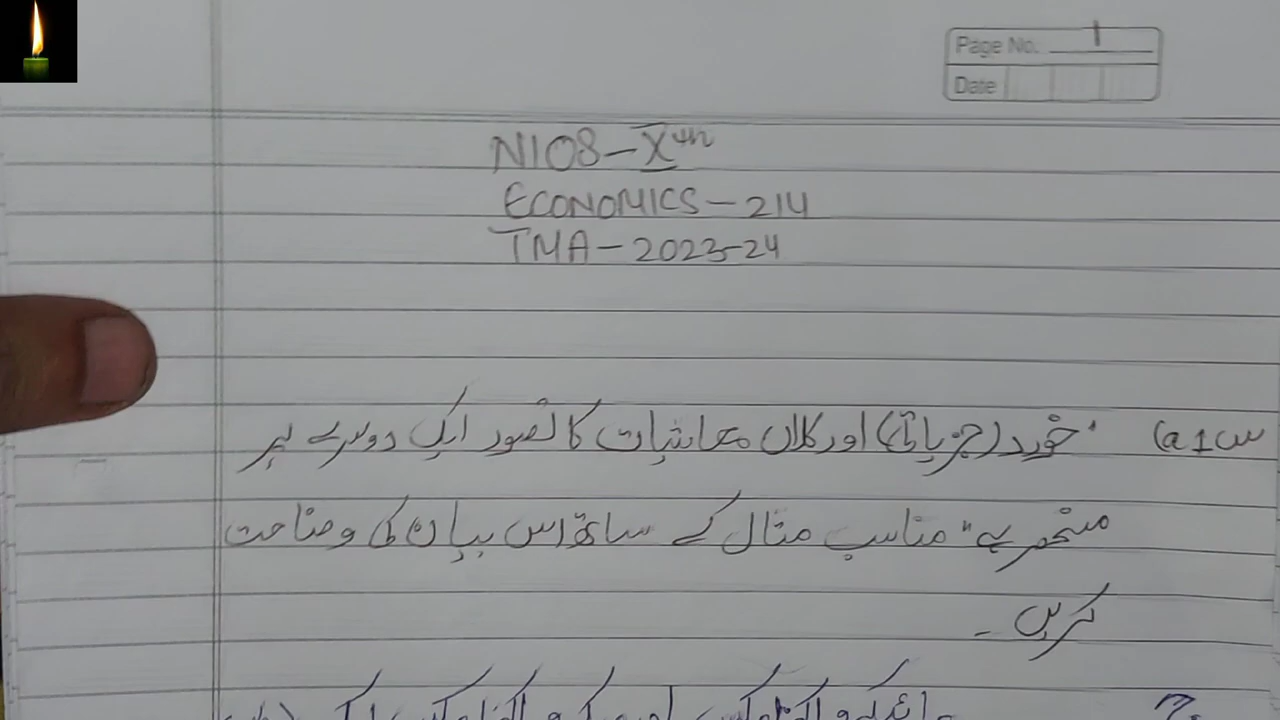 Page No. 1
Date
NIOS-Xth
ECONOMICS-214
TMA-2023-24
س1 a) "خورد (جزیاتی) اور کلاں معاشیات کا تصور ایک دوسرے پر
منحصر ہے" مناسب مثال کے ساتھ اس بیان کی وضاحت
کریں۔
ج